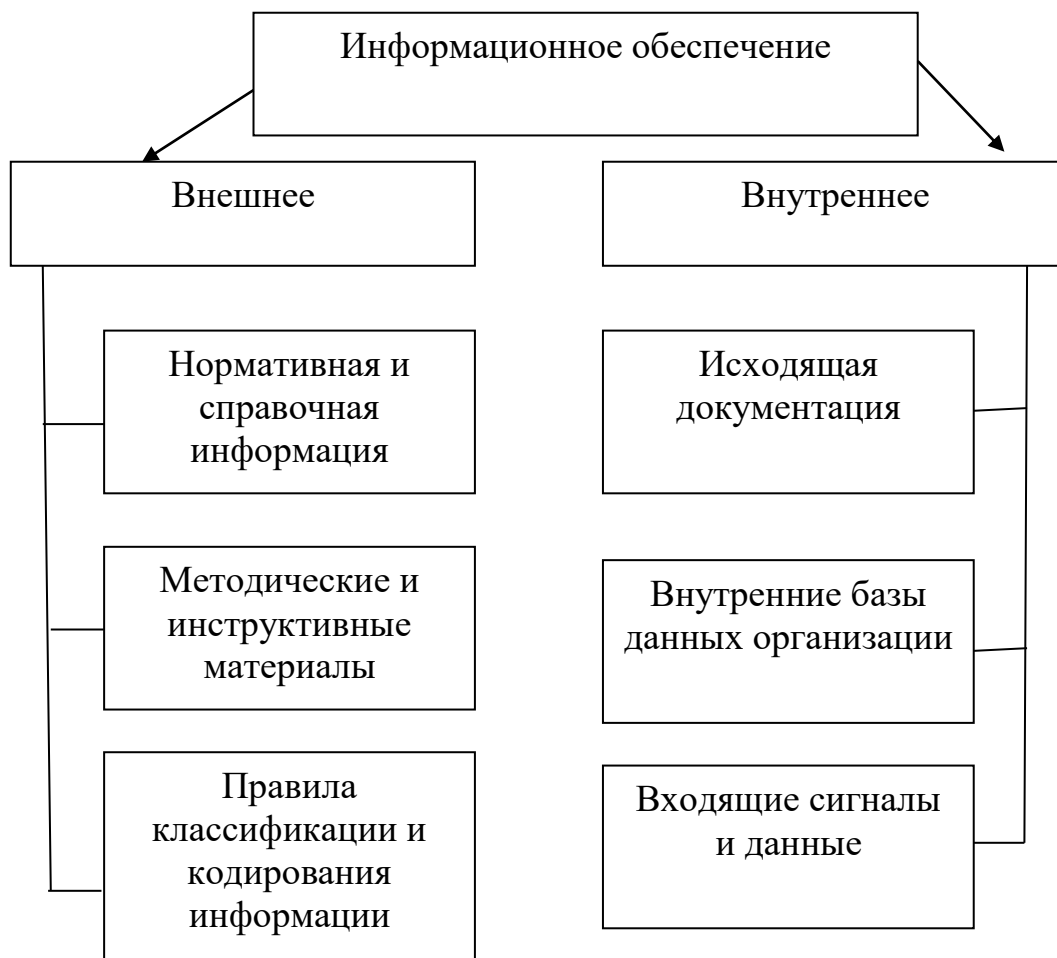 Информационное обеспечение
Внешнее
Внутреннее
Нормативная и
справочная
информация
Исходящая
документация
Методические и
инструктивные
материалы
Внутренние базы
данных организации
Правила
классификации и
кодирования
информации
Входящие сигналы
и данные